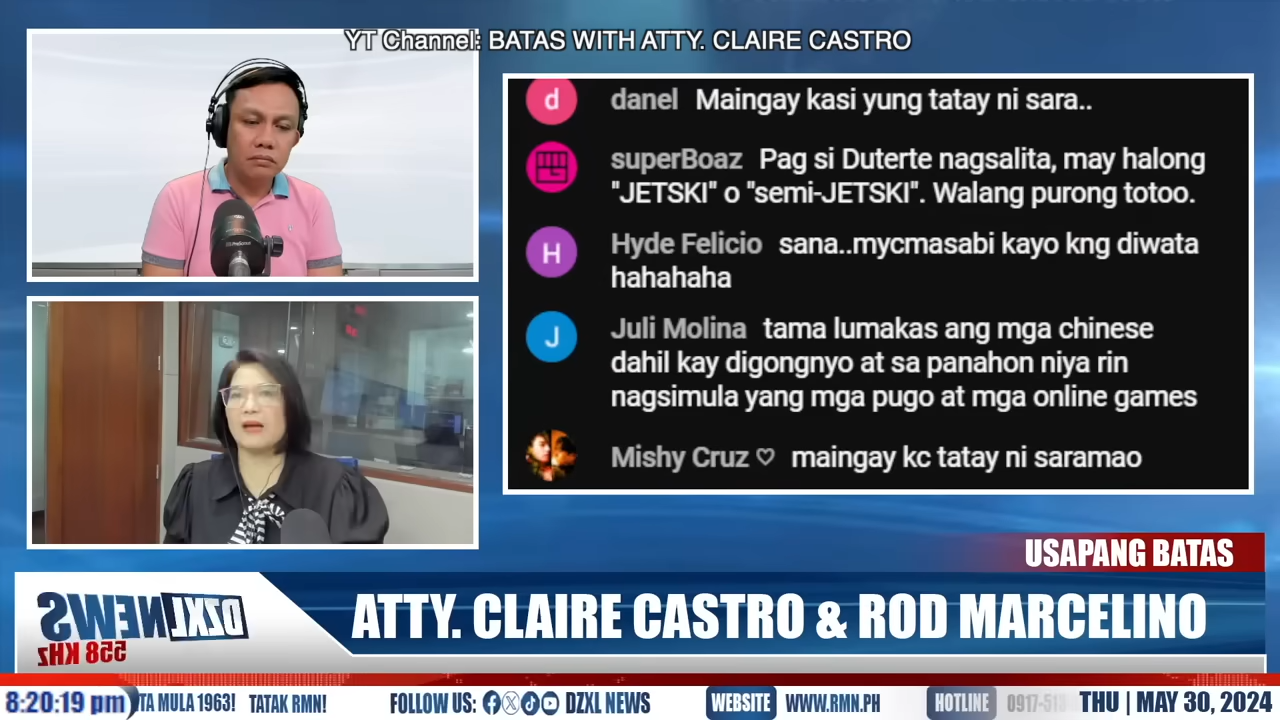 YT Channel: BATAS WITH ATTY. CLAIRE CASTRO
danel Maingay kasi yung tatay ni sara..
superBoaz Pag si Duterte nagsalita, may halong
"JETSKI" o "semi-JETSKI". Walang purong totoo.
H
Hyde Felicio sana..mycmasabi kayo kng diwata
hahahaha
J
Juli Molina tama lumakas ang mga chinese
dahil kay digongnyo at sa panahon niya rin
nagsimula yang mga pugo at mga online games
Mishy Cruz ♡ maingay kc tatay ni saramao
d
USAPANG BATAS
DZXL NEWS
558 KHz
ATTY. CLAIRE CASTRO & ROD MARCELINO
8:20:19 pm
TA MULA 1963! TATAK RMN! FOLLOW US: DZXL NEWS WEBSITE WWW.RMN.PH HOTLINE 0917-513
THU | MAY 30, 2024